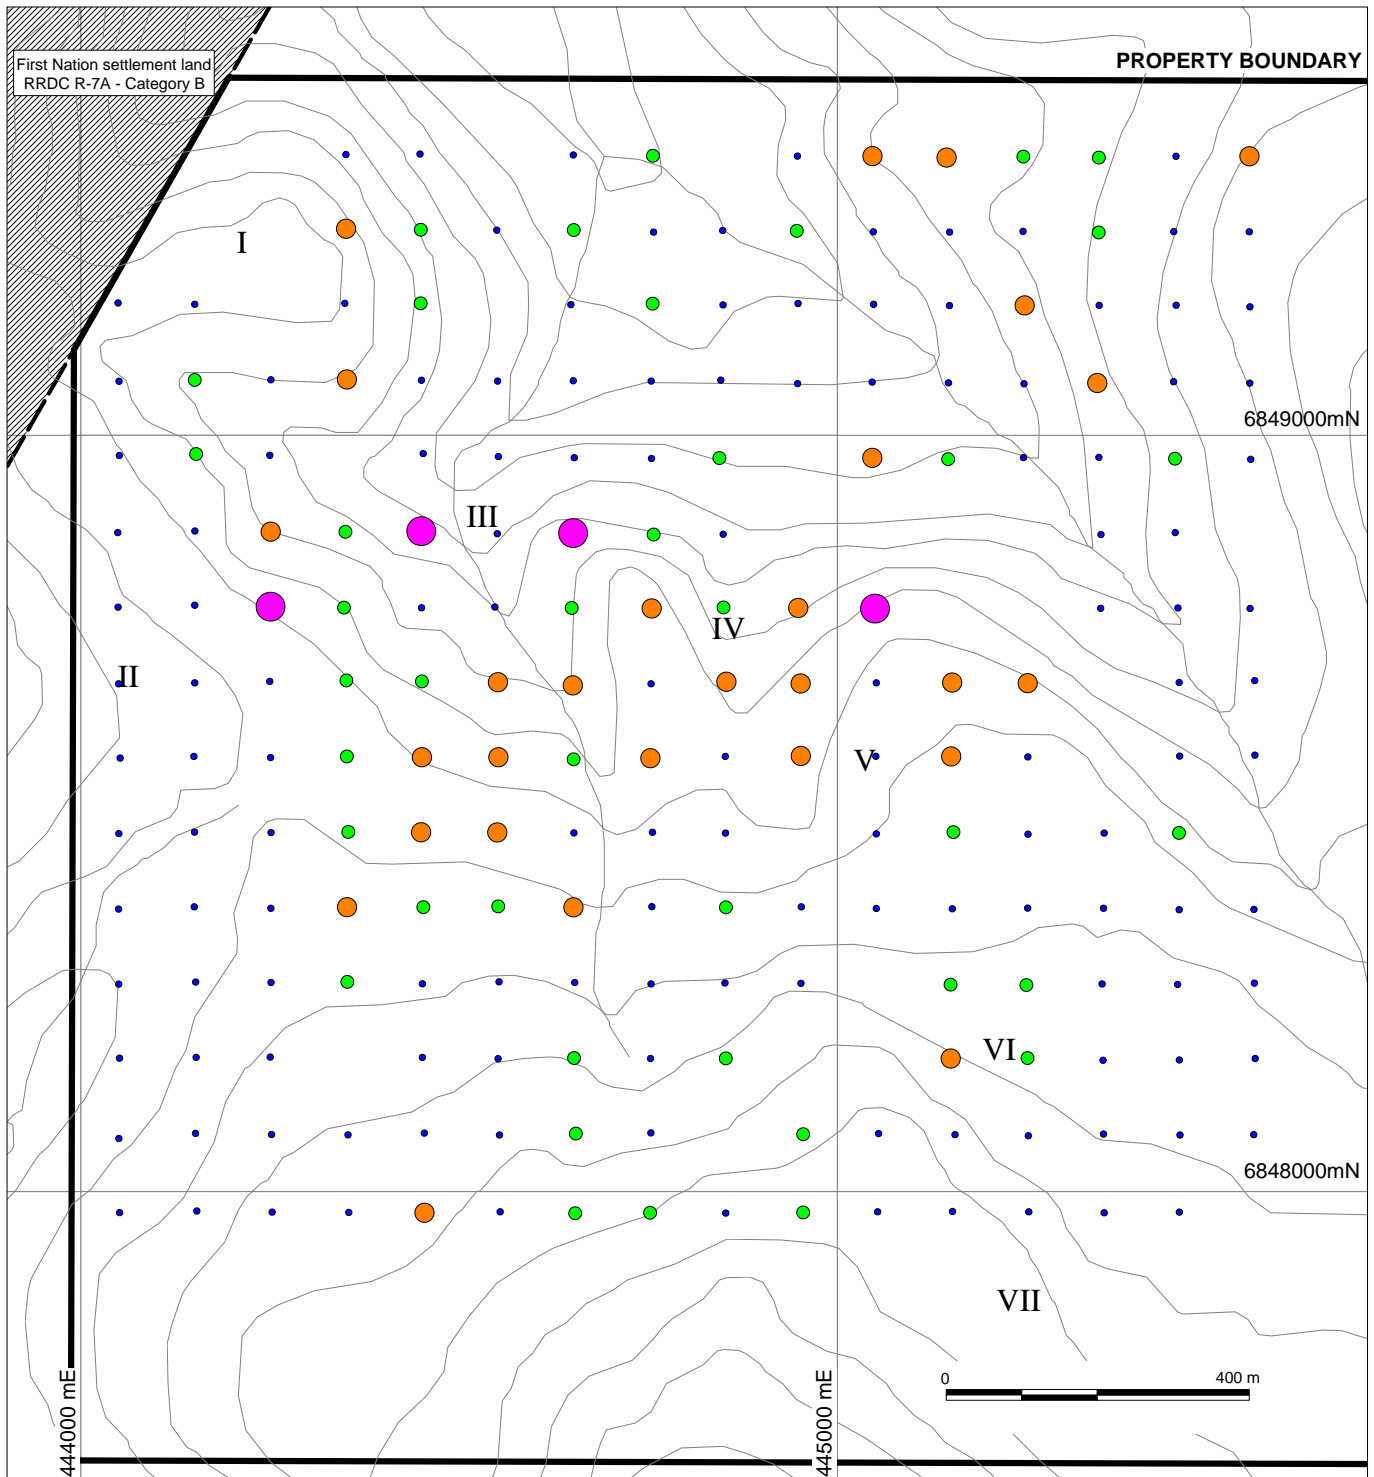 First Nation settlement land
RRDC R-7A - Category B
PROPERTY BOUNDARY
I
6849000mN
III
IV
II
V
VI
6848000mN
VII
0 400 m
444000 mE
445000 mE